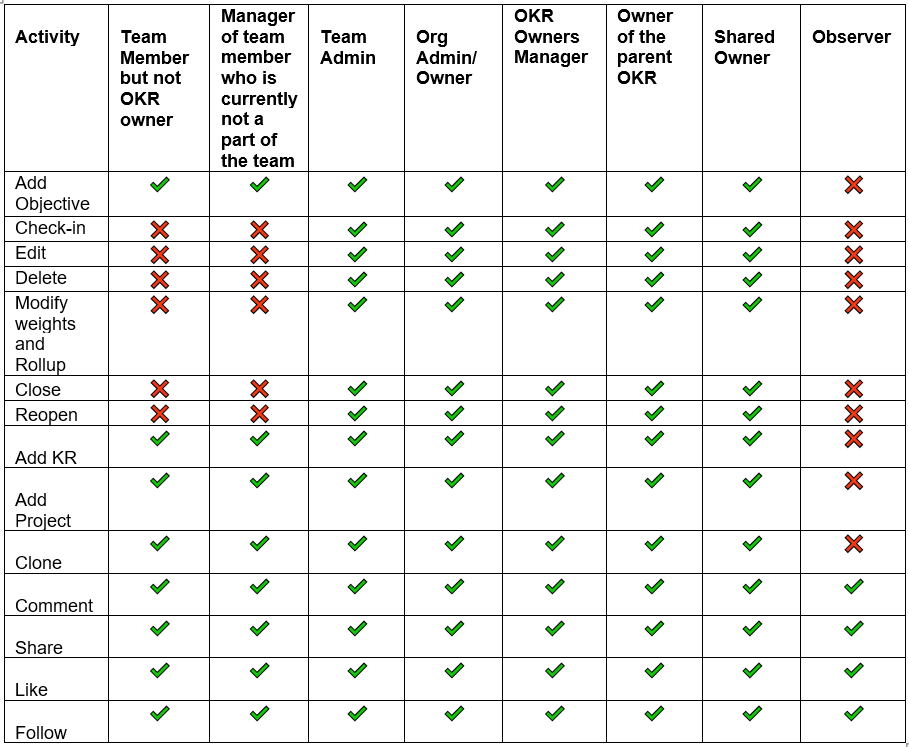 Activity
Team
Member
but not
OKR
owner
Manager
of team
member
who is
currently
not a
part of
the team
Team
Admin
Org
Admin/
Owner
OKR
Owners
Manager
Owner
of the
parent
OKR
Shared
Owner
Observer
Add
Objective
Check-in
Edit
Delete
Modify
weights
and
Rollup
Close
Reopen
Add KR
Add
Project
Clone
Comment
Share
Like
Follow